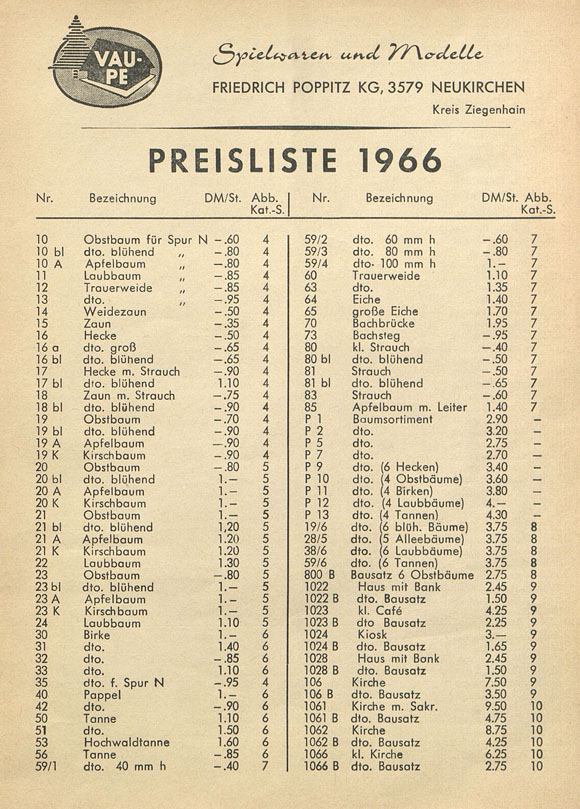 VAU-
PE
Spielwaren und Modelle
FRIEDRICH POPPITZ KG, 3579 NEUKIRCHEN
Kreis Ziegenhain
PREISLISTE 1966
Nr. Bezeichnung DM/St. Abb. Kat.-S.
10 Obstbaum für Spur N –.60 4
10 bl dto. blühend „ –.80 4
10 A Apfelbaum „ –.80 4
11 Laubbaum „ –.85 4
12 Trauerweide „ –.85 4
13 dto. „ –.95 4
14 Weidezaun –.50 4
15 Zaun –.35 4
16 Hecke –.50 4
16 a dto. groß –.65 4
16 bl dto. blühend –.65 4
17 Hecke m. Strauch –.90 4
17 bl dto. blühend 1.10 4
18 Zaun m. Strauch –.75 4
18 bl dto. blühend –.90 4
19 Obstbaum –.70 4
19 bl dto. blühend –.90 4
19 A Apfelbaum –.90 4
19 K Kirschbaum –.90 4
20 Obstbaum –.80 5
20 bl dto. blühend 1.– 5
20 A Apfelbaum 1.– 5
20 K Kirschbaum 1.– 5
21 Obstbaum 1.– 5
21 bl dto. blühend 1,20 5
21 A Apfelbaum 1.20 5
21 K Kirschbaum 1.20 5
22 Laubbaum 1.30 5
23 Obstbaum –.80 5
23 bl dto. blühend 1.– 5
23 A Apfelbaum 1.– 5
23 K Kirschbaum 1.– 5
24 Laubbaum 1.10 5
30 Birke 1.– 6
31 dto. 1.40 6
32 dto. –.85 6
33 dto. 1.10 6
35 dto. f. Spur N –.95 4
40 Pappel 1.– 6
42 dto. –.90 6
50 Tanne 1.10 6
51 dto. 1.50 6
53 Hochwaldtanne 1.60 6
56 Tanne –.85 6
59/1 dto. 40 mm h –.40 7
Nr. Bezeichnung DM/St. Abb. Kat.-S.
59/2 dto. 60 mm h –.60 7
59/3 dto. 80 mm h –.80 7
59/4 dto. 100 mm h 1.– 7
60 Trauerweide 1.10 7
63 dto. 1.35 7
64 Eiche 1.40 7
65 große Eiche 1.70 7
70 Bachbrücke 1.95 7
73 Bachsteg –.95 7
80 kl. Strauch –.40 7
80 bl dto. blühend –.50 7
81 Strauch –.50 7
81 bl dto. blühend –.65 7
83 Strauch –.60 7
85 Apfelbaum m. Leiter 1.40 7
P 1 Baumsortiment 2.90 –
P 2 dto. 3.20 –
P 5 dto. 2.75 –
P 7 dto. 2.70 –
P 9 dto. (6 Hecken) 3.40 –
P 10 dto. (4 Obstbäume) 3.60 –
P 11 dto. (4 Birken) 3.80 –
P 12 dto. (4 Laubbäume) 4.– –
P 13 dto. (4 Tannen) 4.30 –
19/6 dto. (6 blüh. Bäume) 3.75 8
28/5 dto. (5 Alleebäume) 3.75 8
38/6 dto. (6 Laubbäume) 3.75 8
59/6 dto. (6 Tannen) 3.75 8
800 B Bausatz 6 Obstbäume 2.75 8
1022 Haus mit Bank 2.45 9
1022 B dto. Bausatz 1.50 9
1023 kl. Café 4.25 9
1023 B dto. Bausatz 2.25 9
1024 Kiosk 3.— 9
1024 B dto. Bausatz 1.65 9
1028 Haus mit Bank 2.45 9
1028 B dto. Bausatz 1.50 9
106 Kirche 7.50 9
106 B dto. Bausatz 3.50 9
1061 Kirche m. Sakr. 9.50 10
1061 B dto. Bausatz 4.75 10
1062 Kirche 8.75 10
1062 B dto. Bausatz 4.25 10
1066 kl. Kirche 6.25 10
1066 B dto. Bausatz 2.75 10